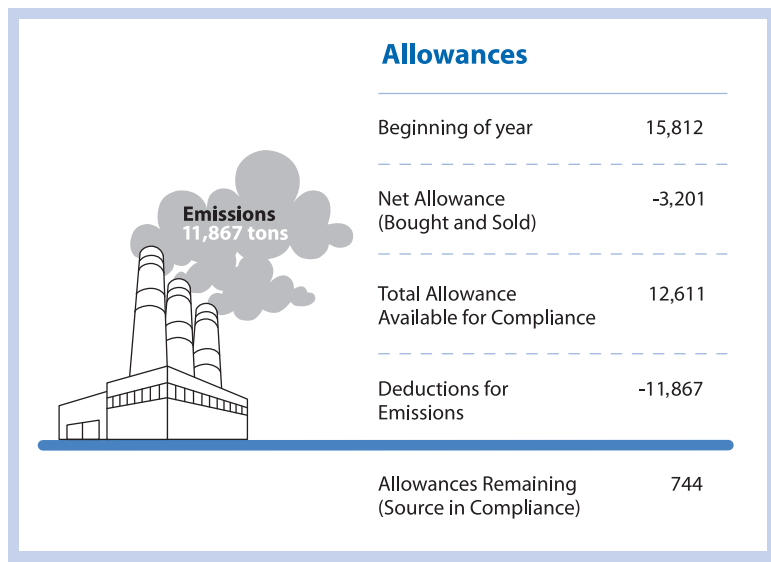 Allowances
Beginning of year 15,812
Emissions
11,867 tons
Net Allowance -3,201
(Bought and Sold)
Total Allowance 12,611
Available for Compliance
Deductions for -11,867
Emissions
Allowances Remaining 744
(Source in Compliance)